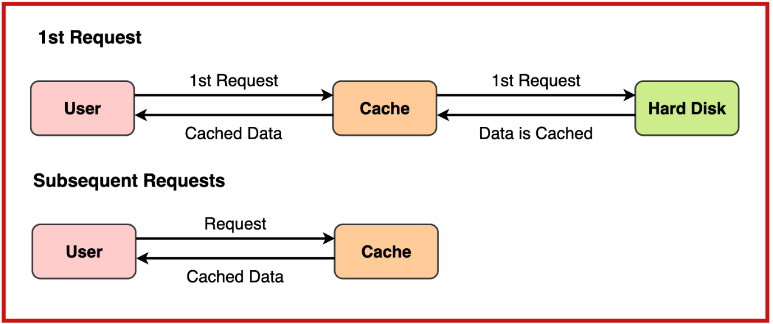 1st Request
1st Request
1st Request
User
Cache
Hard Disk
Cached Data
Data is Cached
Subsequent Requests
Request
User
Cache
Cached Data